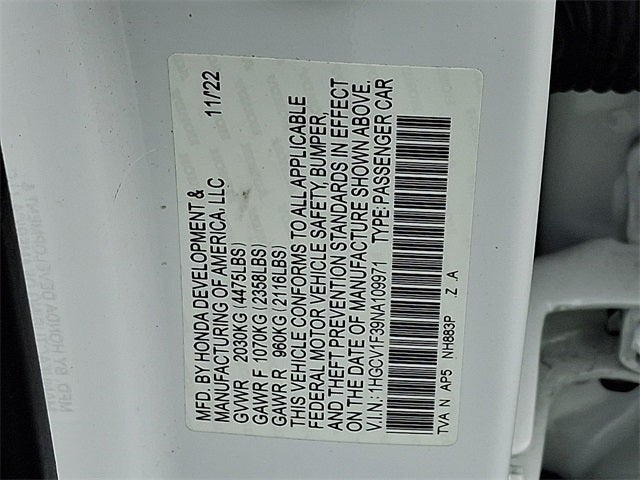 MFD. BY HONDA DEVELOPMENT &
MANUFACTURING OF AMERICA, LLC 11/22
GVWR 2030KG (4475LBS)
GAWR F 1070KG (2358LBS)
GAWR R 960KG (2116LBS)
THIS VEHICLE CONFORMS TO ALL APPLICABLE
FEDERAL MOTOR VEHICLE SAFETY, BUMPER,
AND THEFT PREVENTION STANDARDS IN EFFECT
ON THE DATE OF MANUFACTURE SHOWN ABOVE.
V.I.N.: 1HGCV1F39NA109971 TYPE: PASSENGER CAR
TVA N AP5 NH883P Z A